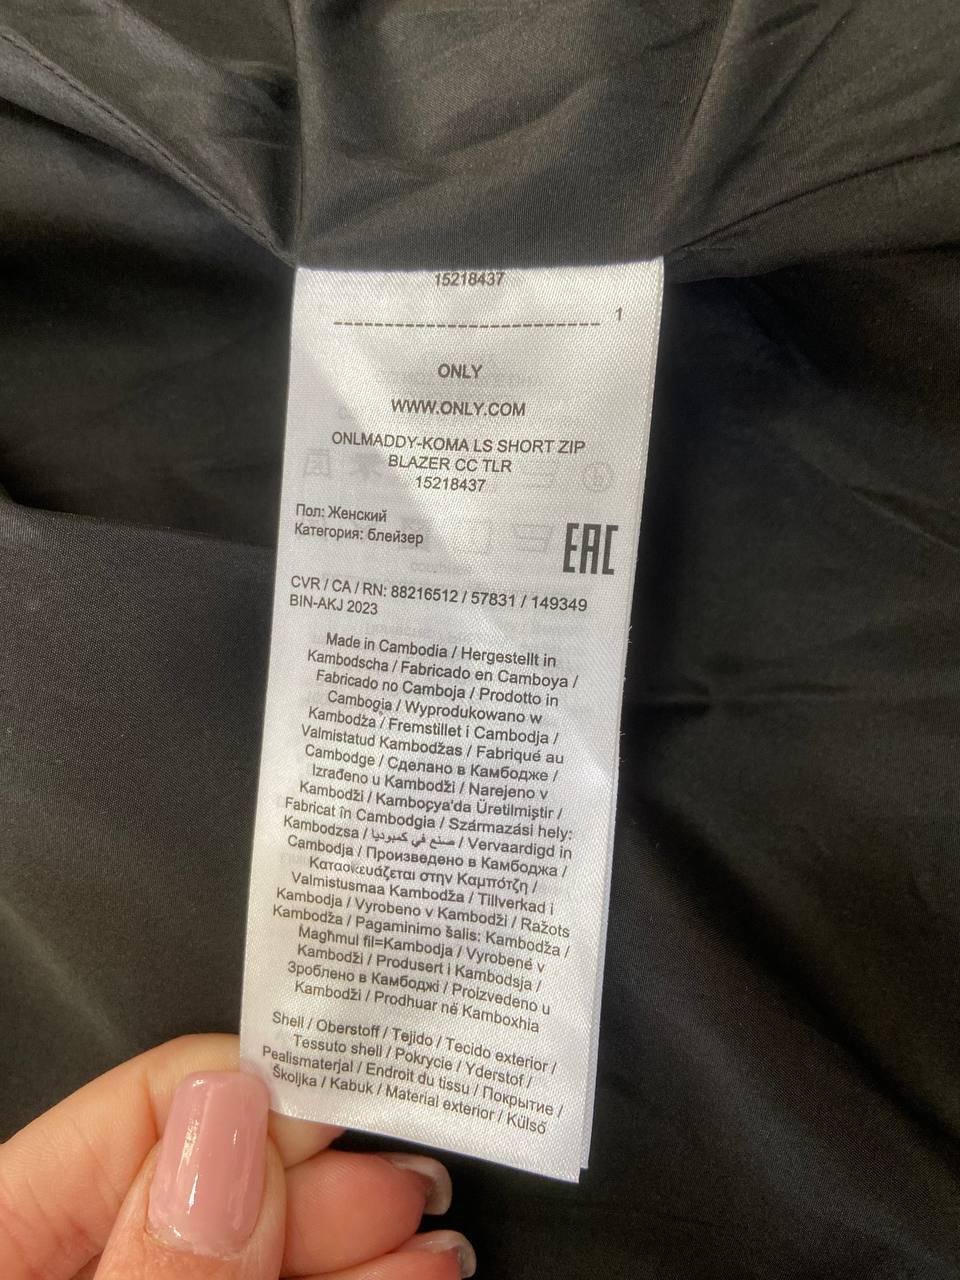 15218437
1
ONLY
WWW.ONLY.COM
ONLMADDY-KOMA LS SHORT ZIP
BLAZER CC TLR
15218437
Пол: Женский
Категория: блейзер
EAC
CVR / CA / RN: 88216512 / 57831 / 149349
BIN-AKJ 2023
Made in Cambodia / Hergestellt in
Kambodscha / Fabricado en Camboya /
Fabricado no Camboja / Prodotto in
Cambogia / Wyprodukowano w
Kambodża / Fremstillet i Cambodja /
Valmistatud Kambodžas / Fabriqué au
Cambodge / Сделано в Камбодже /
Izrađeno u Kambodži / Narejeno v
Kambodži / Kamboçya'da Üretilmiştir /
Fabricat în Cambodgia / Származási hely:
Kambodzsa / صنع في كمبوديا / Vervaardigd in
Cambodja / Произведено в Камбоджа /
Κατασκευάζεται στην Καμπότζη /
Valmistusmaa Kambodža / Tillverkad i
Kambodja / Vyrobeno v Kambodži / Ražots
Kambodža / Pagaminimo šalis: Kambodža /
Magħmul fil=Kambodja / Vyrobené v
Kambodži / Produsert i Kambodsja /
Зроблено в Камбоджі / Proizvedeno u
Kambodži / Prodhuar në Kamboxhia
Shell / Oberstoff / Tejido / Tecido exterior /
Tessuto shell / Pokrycie / Yderstof /
Pealismaterjal / Endroit du tissu / Покрытие /
Školjka / Kabuk / Material exterior / Külső